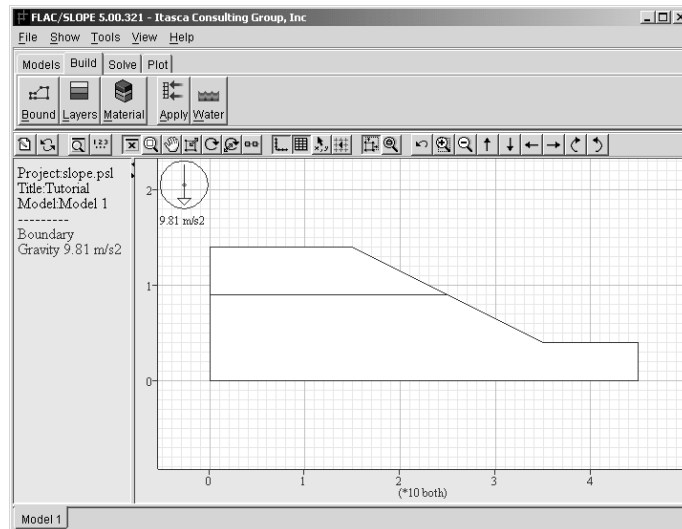 FLAC/SLOPE 5.00.321 - Itasca Consulting Group, Inc
File Show Tools View Help
Models Build Solve Plot
Bound Layers Material Apply Water
Project:slope.psl
Title:Tutorial
Model:Model 1
---------
Boundary
Gravity 9.81 m/s2
9.81 m/s2
2
1
0
0 1 2 3 4
(*10 both)
Model 1